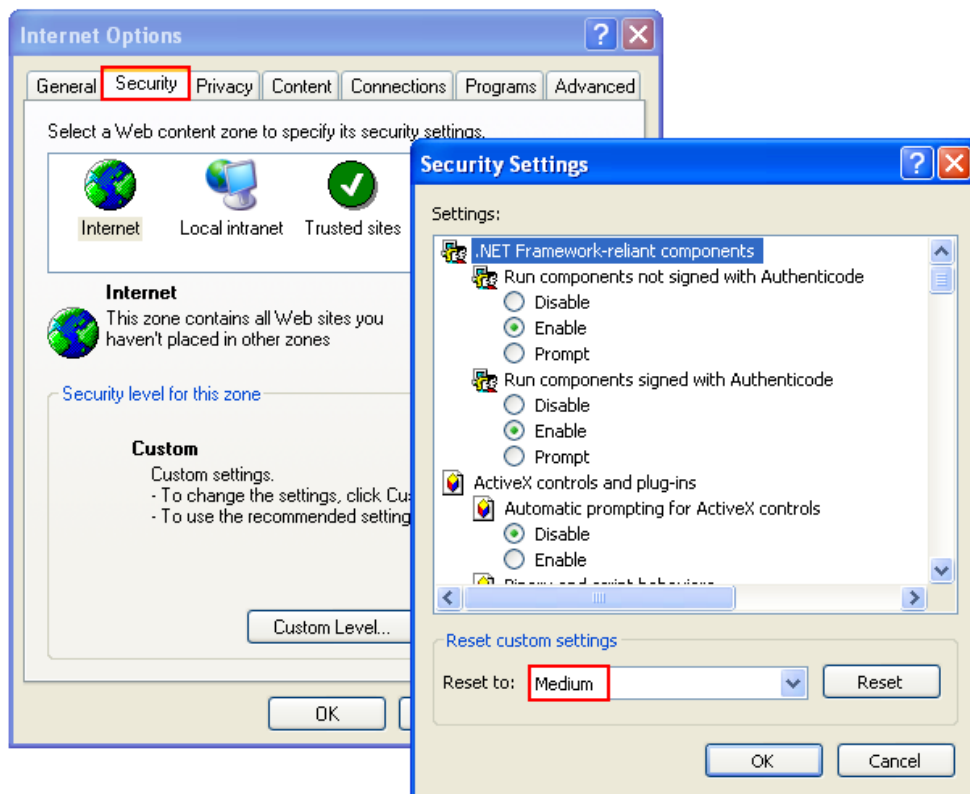 Internet Options
General Security Privacy Content Connections Programs Advanced
Select a Web content zone to specify its security settings.
Internet Local intranet Trusted sites
Internet
This zone contains all Web sites you
haven't placed in other zones
Security level for this zone
Custom
Custom settings.
- To change the settings, click Cu
- To use the recommended setting
Custom Level...
OK
Security Settings
Settings:
.NET Framework-reliant components
Run components not signed with Authenticode
Disable
Enable
Prompt
Run components signed with Authenticode
Disable
Enable
Prompt
ActiveX controls and plug-ins
Automatic prompting for ActiveX controls
Disable
Enable
Binary and script behaviors
Reset custom settings
Reset to: Medium Reset
OK Cancel